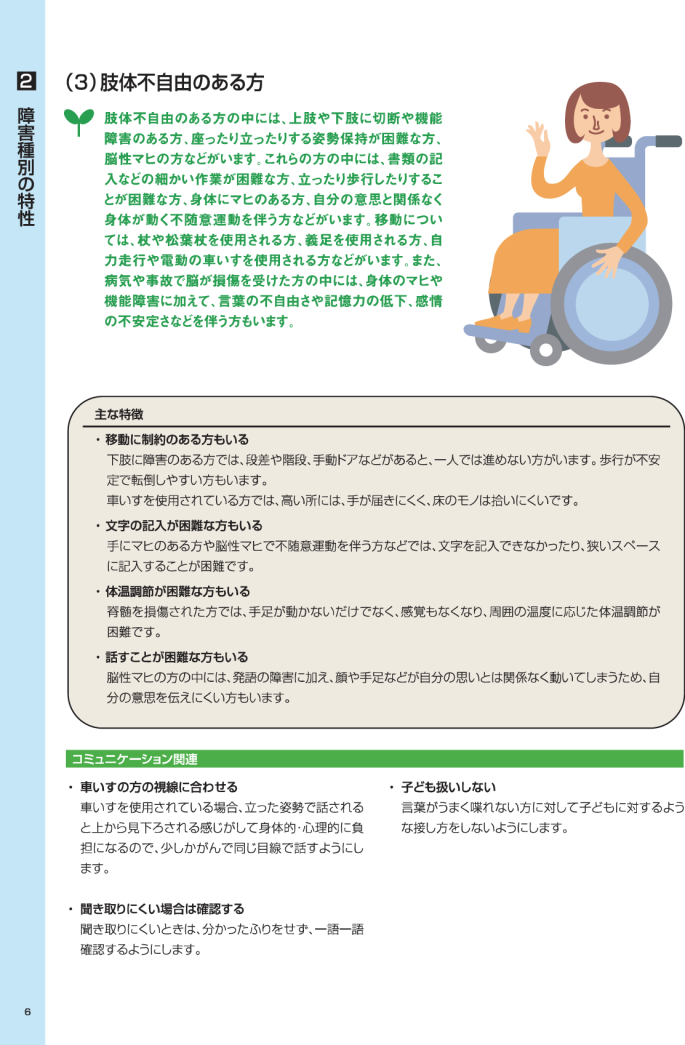 2 障害種別の特性
（3）肢体不自由のある方
肢体不自由のある方の中には、上肢や下肢に切断や機能
障害のある方、座ったり立ったりする姿勢保持が困難な方、
脳性マヒの方などがいます。これらの方の中には、書類の記
入などの細かい作業が困難な方、立ったり歩行したりするこ
とが困難な方、身体にマヒのある方、自分の意思と関係なく
身体が動く不随意運動を伴う方などがいます。移動につい
ては、杖や松葉杖を使用される方、義足を使用される方、自
力走行や電動の車いすを使用される方などがいます。また、
病気や事故で脳が損傷を受けた方の中には、身体のマヒや
機能障害に加えて、言葉の不自由さや記憶力の低下、感情
の不安定さなどを伴う方もいます。
主な特徴
・移動に制約のある方もいる
下肢に障害のある方では、段差や階段、手動ドアなどがあると、一人では進めない方がいます。歩行が不安
定で転倒しやすい方もいます。
車いすを使用されている方では、高い所には、手が届きにくく、床のモノは拾いにくいです。
・文字の記入が困難な方もいる
手にマヒのある方や脳性マヒで不随意運動を伴う方などでは、文字を記入できなかったり、狭いスペース
に記入することが困難です。
・体温調節が困難な方もいる
脊髄を損傷された方では、手足が動かないだけでなく、感覚もなくなり、周囲の温度に応じた体温調節が
困難です。
・話すことが困難な方もいる
脳性マヒの方の中には、発語の障害に加え、顔や手足などが自分の思いとは関係なく動いてしまうため、自
分の意思を伝えにくい方もいます。
コミュニケーション関連
・車いすの方の視線に合わせる
車いすを使用されている場合、立った姿勢で話される
と上から見下ろされる感じがして身体的・心理的に負
担になるので、少しかがんで同じ目線で話すようにし
ます。
・聞き取りにくい場合は確認する
聞き取りにくいときは、分かったふりをせず、一語一語
確認するようにします。
・子ども扱いしない
言葉がうまく喋れない方に対して子どもに対するよう
な接し方をしないようにします。
6